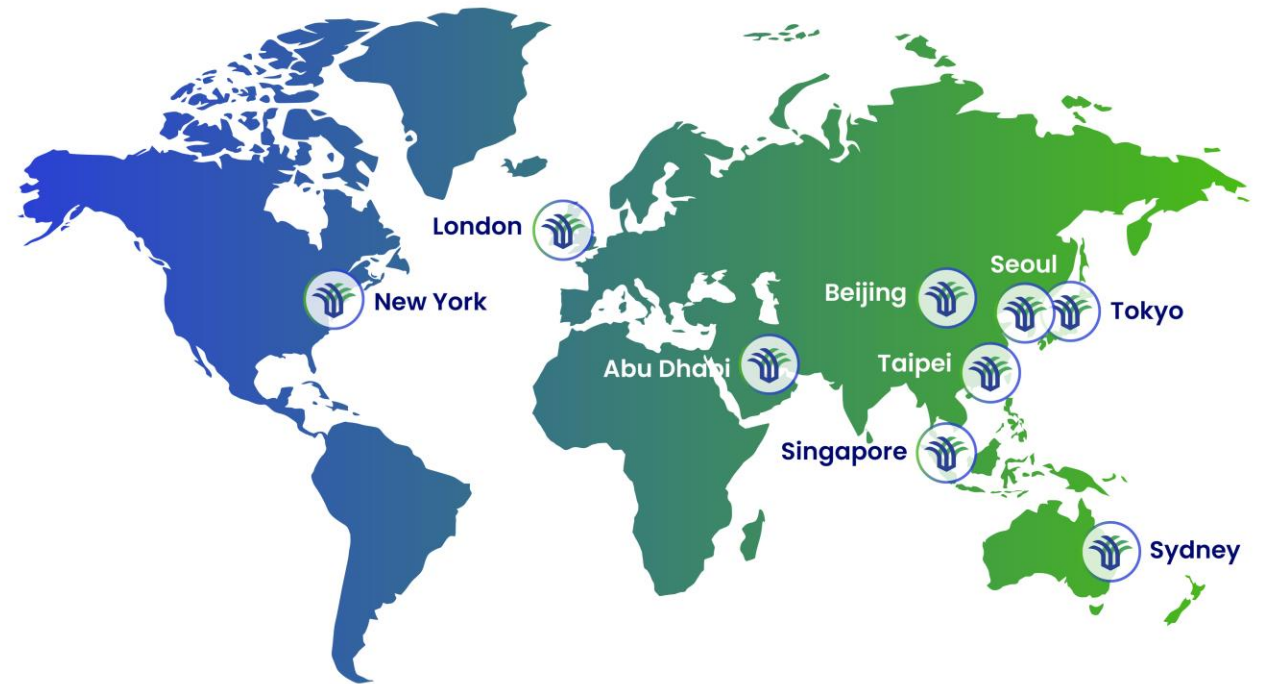 London
New York
Seoul
Beijing
Tokyo
Abu Dhabi
Taipei
Singapore
Sydney